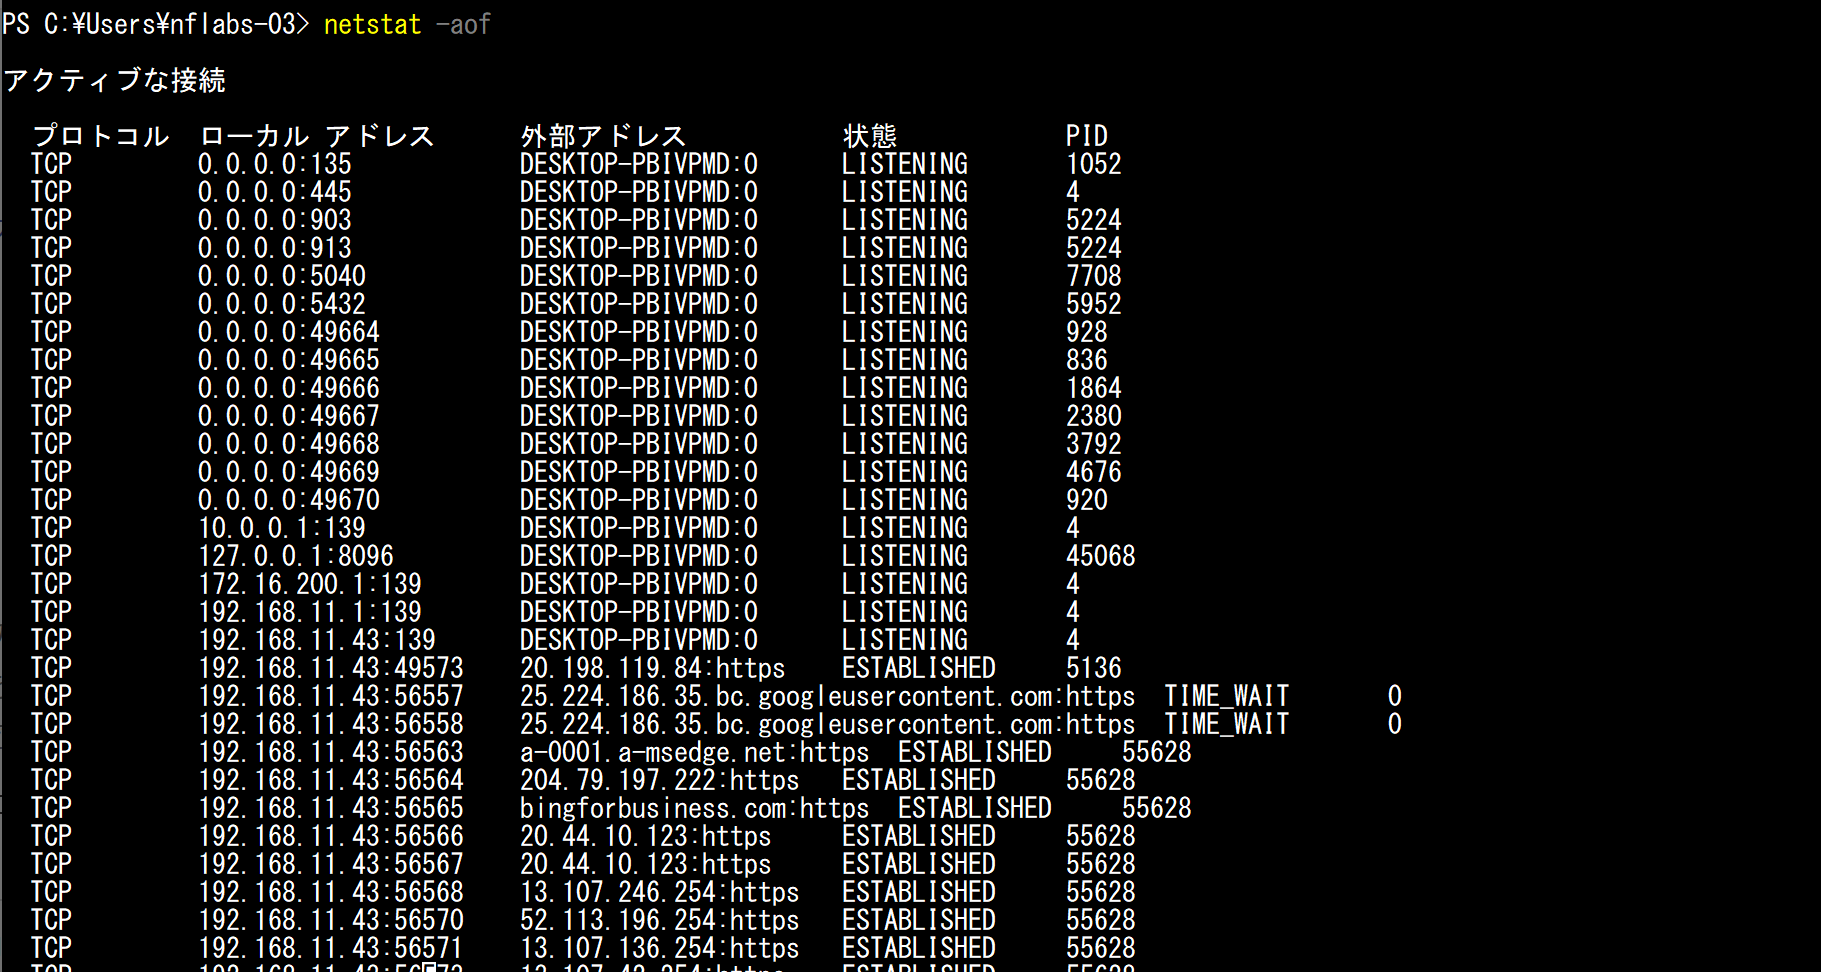 PS C:¥Users¥nflabs-03> netstat -aof
アクティブな接続
プロトコル ローカル アドレス 外部アドレス 状態 PID
TCP 0.0.0.0:135 DESKTOP-PBIVPMD:0 LISTENING 1052
TCP 0.0.0.0:445 DESKTOP-PBIVPMD:0 LISTENING 4
TCP 0.0.0.0:903 DESKTOP-PBIVPMD:0 LISTENING 5224
TCP 0.0.0.0:913 DESKTOP-PBIVPMD:0 LISTENING 5224
TCP 0.0.0.0:5040 DESKTOP-PBIVPMD:0 LISTENING 7708
TCP 0.0.0.0:5432 DESKTOP-PBIVPMD:0 LISTENING 5952
TCP 0.0.0.0:49664 DESKTOP-PBIVPMD:0 LISTENING 928
TCP 0.0.0.0:49665 DESKTOP-PBIVPMD:0 LISTENING 836
TCP 0.0.0.0:49666 DESKTOP-PBIVPMD:0 LISTENING 1864
TCP 0.0.0.0:49667 DESKTOP-PBIVPMD:0 LISTENING 2380
TCP 0.0.0.0:49668 DESKTOP-PBIVPMD:0 LISTENING 3792
TCP 0.0.0.0:49669 DESKTOP-PBIVPMD:0 LISTENING 4676
TCP 0.0.0.0:49670 DESKTOP-PBIVPMD:0 LISTENING 920
TCP 10.0.0.1:139 DESKTOP-PBIVPMD:0 LISTENING 4
TCP 127.0.0.1:8096 DESKTOP-PBIVPMD:0 LISTENING 45068
TCP 172.16.200.1:139 DESKTOP-PBIVPMD:0 LISTENING 4
TCP 192.168.11.1:139 DESKTOP-PBIVPMD:0 LISTENING 4
TCP 192.168.11.43:139 DESKTOP-PBIVPMD:0 LISTENING 4
TCP 192.168.11.43:49573 20.198.119.84:https ESTABLISHED 5136
TCP 192.168.11.43:56557 25.224.186.35.bc.googleusercontent.com:https TIME_WAIT 0
TCP 192.168.11.43:56558 25.224.186.35.bc.googleusercontent.com:https TIME_WAIT 0
TCP 192.168.11.43:56563 a-0001.a-msedge.net:https ESTABLISHED 55628
TCP 192.168.11.43:56564 204.79.197.222:https ESTABLISHED 55628
TCP 192.168.11.43:56565 bingforbusiness.com:https ESTABLISHED 55628
TCP 192.168.11.43:56566 20.44.10.123:https ESTABLISHED 55628
TCP 192.168.11.43:56567 20.44.10.123:https ESTABLISHED 55628
TCP 192.168.11.43:56568 13.107.246.254:https ESTABLISHED 55628
TCP 192.168.11.43:56570 52.113.196.254:https ESTABLISHED 55628
TCP 192.168.11.43:56571 13.107.136.254:https ESTABLISHED 55628